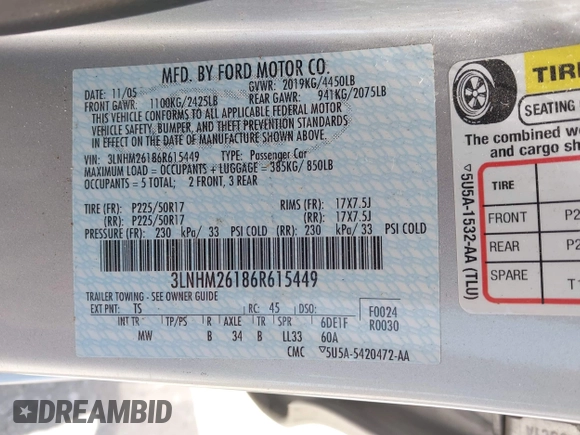 MFD. BY FORD MOTOR CO.
DATE: 11/05 GVWR: 2019KG/4450LB
FRONT GAWR: 1100KG/2425LB REAR GAWR: 941KG/2075LB
THIS VEHICLE CONFORMS TO ALL APPLICABLE FEDERAL MOTOR
VEHICLE SAFETY, BUMPER, AND THEFT PREVENTION STANDARDS
IN EFFECT ON THE DATE OF MANUFACTURE SHOWN ABOVE.
VIN: 3LNHM26186R615449 TYPE: Passenger Car
MAXIMUM LOAD = OCCUPANTS + LUGGAGE = 385KG/ 850LB
OCCUPANTS = 5 TOTAL; 2 FRONT, 3 REAR
TIRE (FR): P225/50R17 RIMS (FR): 17X7.5J
(RR): P225/50R17 (RR): 17X7.5J
PRESSURE (FR): 230 kPa/ 33 PSI COLD (RR): 230 kPa/ 33 PSI COLD
3LNHM26186R615449
TRAILER TOWING - SEE OWNER GUIDE
EXT PNT: TS RC: 45 DSO: F0024
INT TR TP/PS R AXLE TR SPR 6DE1F R0030
MW B 34 B LL33 60A
CMC ▽5U5A-5420472-AA
TIRE
SEATING
The combined
and cargo
TIRE
FRONT P2
REAR P2
SPARE T1
▽5U5A-1532-AA (TLU)
DREAMBID